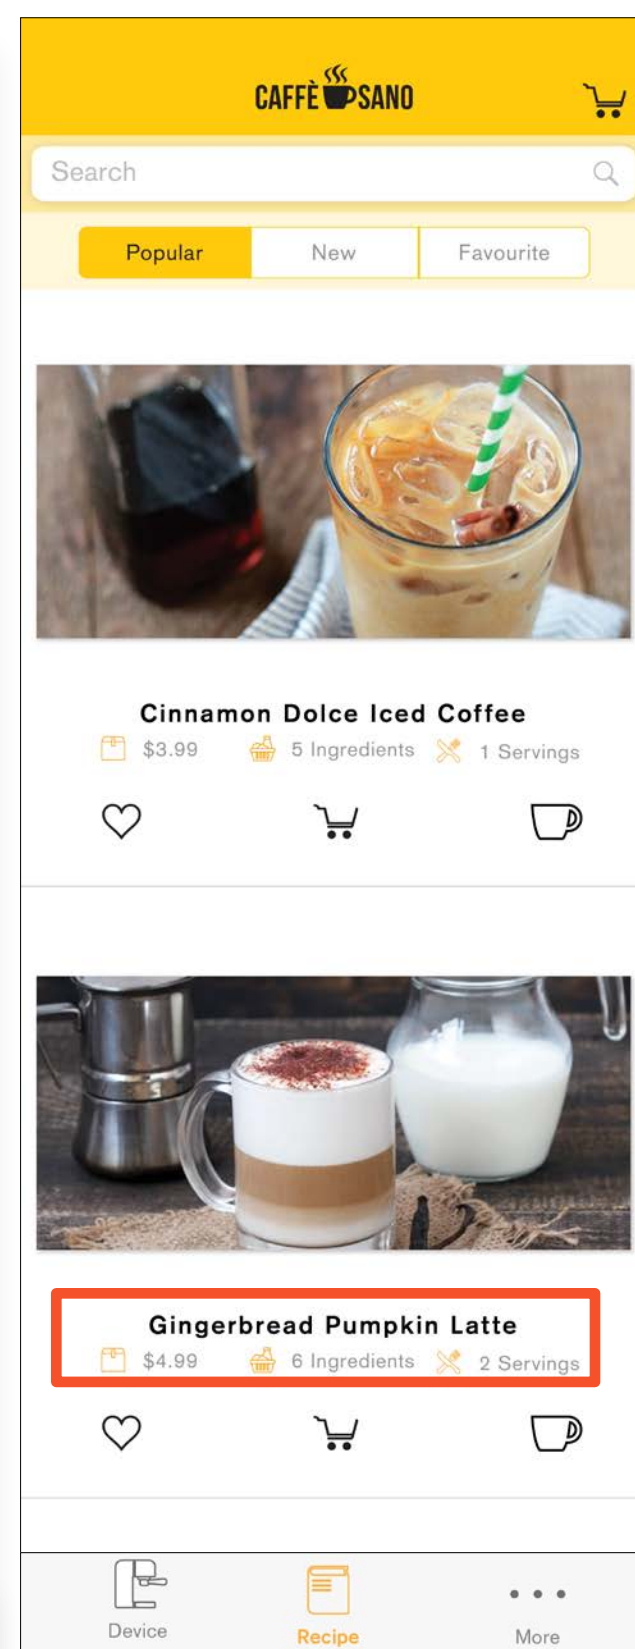 CAFFÈ SANO
Search
Popular New Favourite
Cinnamon Dolce Iced Coffee
$3.99 5 Ingredients 1 Servings
Gingerbread Pumpkin Latte
$4.99 6 Ingredients 2 Servings
Device Recipe More